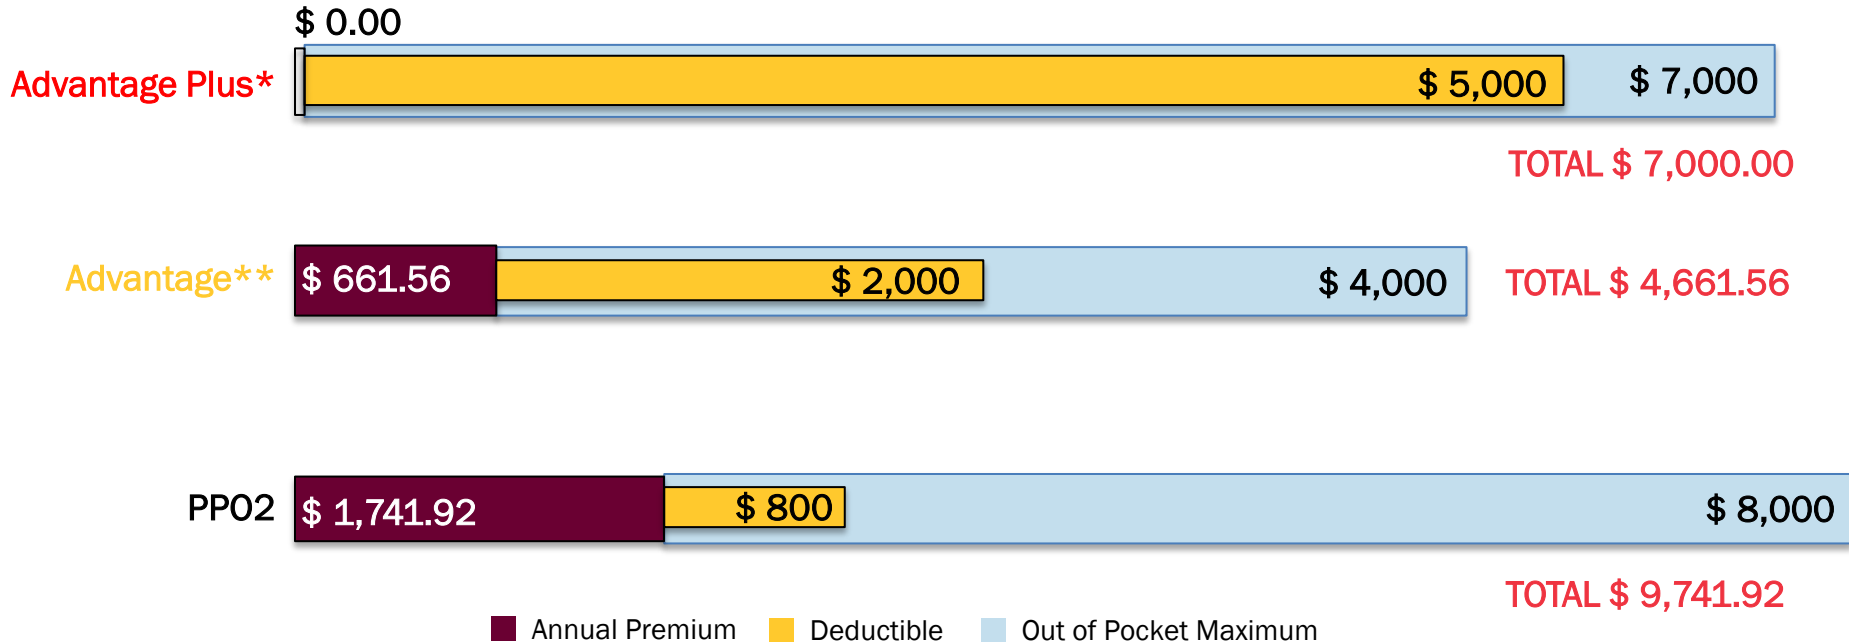 $ 0.00
Advantage Plus* $ 5,000 $ 7,000
TOTAL $ 7,000.00
Advantage** $ 661.56 $ 2,000 $ 4,000 TOTAL $ 4,661.56
PPO2 $ 1,741.92 $ 800 $ 8,000
TOTAL $ 9,741.92
Annual Premium Deductible Out of Pocket Maximum